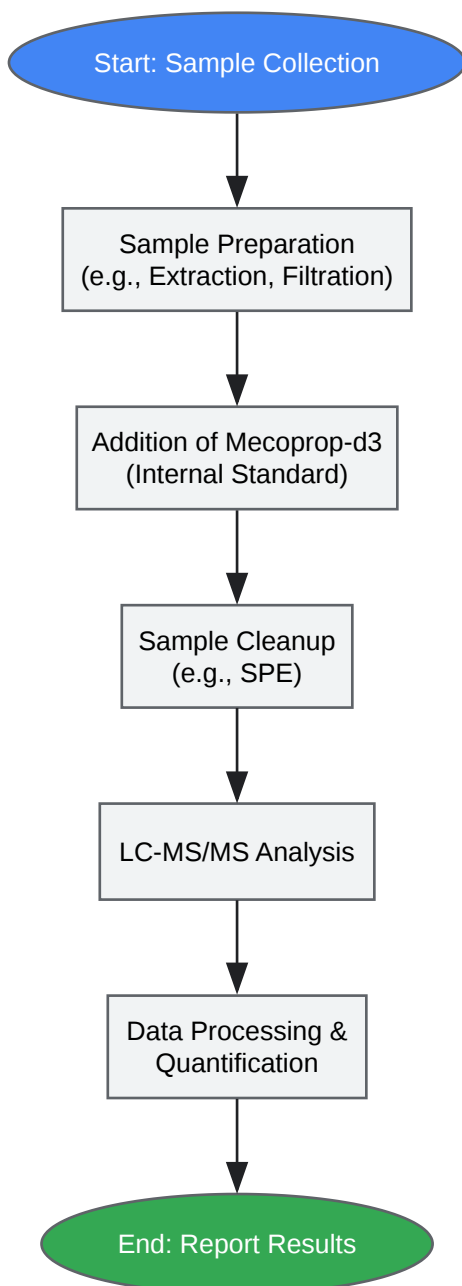 Start: Sample Collection
Sample Preparation
(e.g., Extraction, Filtration)
Addition of Mecoprop-d3
(Internal Standard)
Sample Cleanup
(e.g., SPE)
LC-MS/MS Analysis
Data Processing &
Quantification
End: Report Results